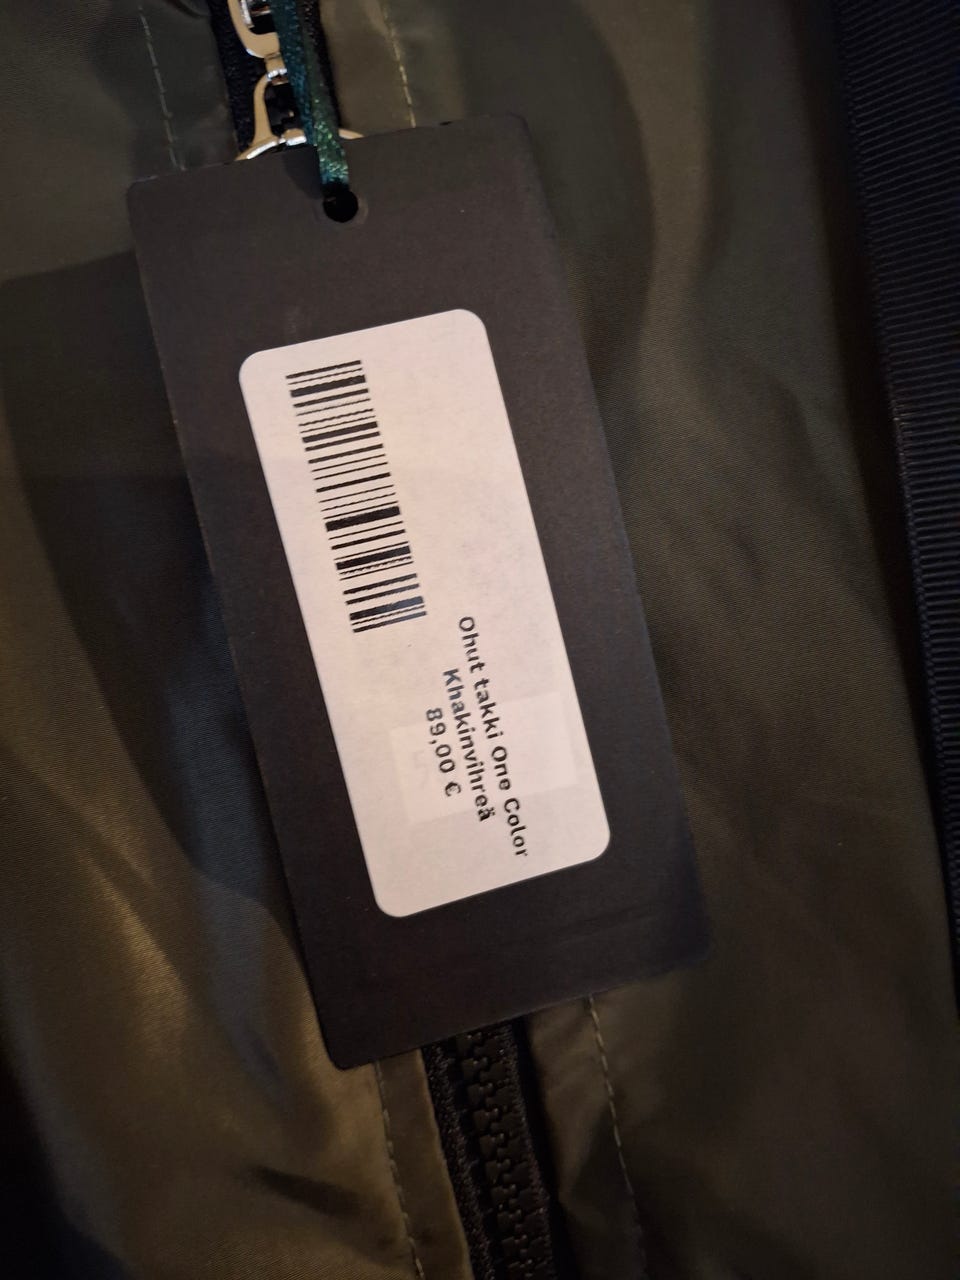 Ohut takki One Color
Khakinvihreä
89,00 €